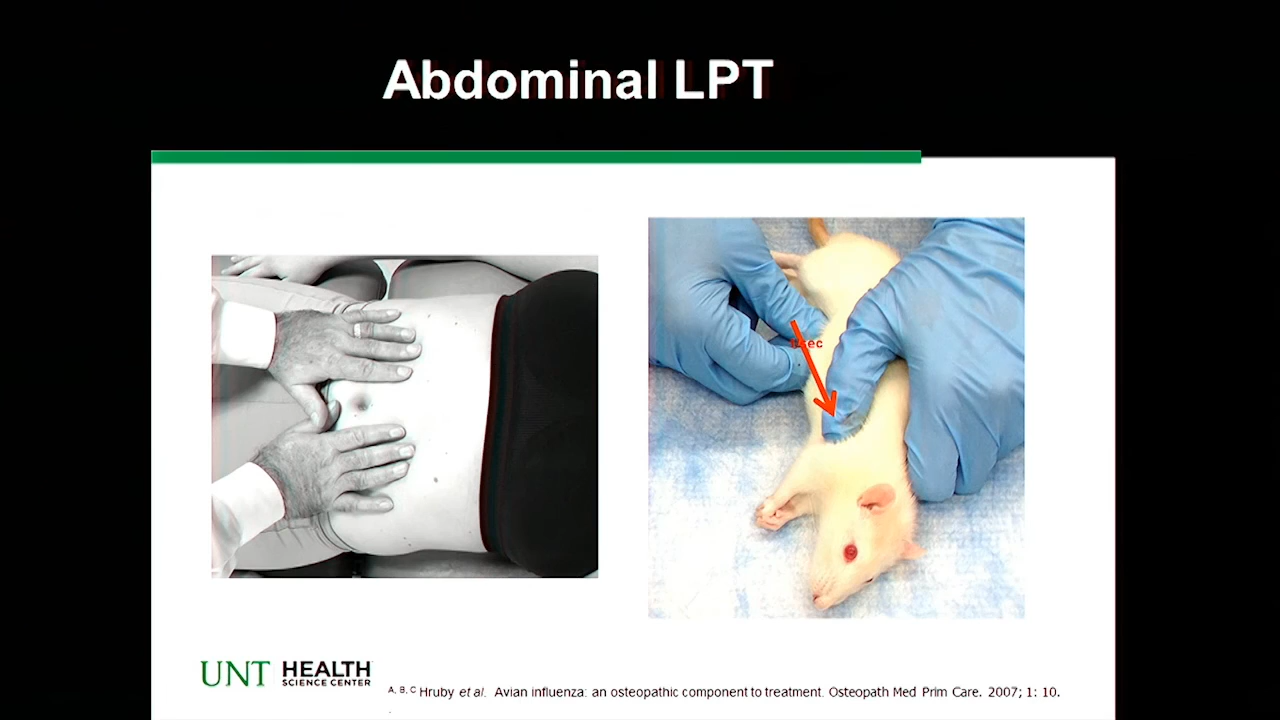 Abdominal LPT
/sec
UNT HEALTH
SCIENCE CENTER
A, B, C Hruby et al. Avian influenza: an osteopathic component to treatment. Osteopath Med Prim Care. 2007; 1: 10.